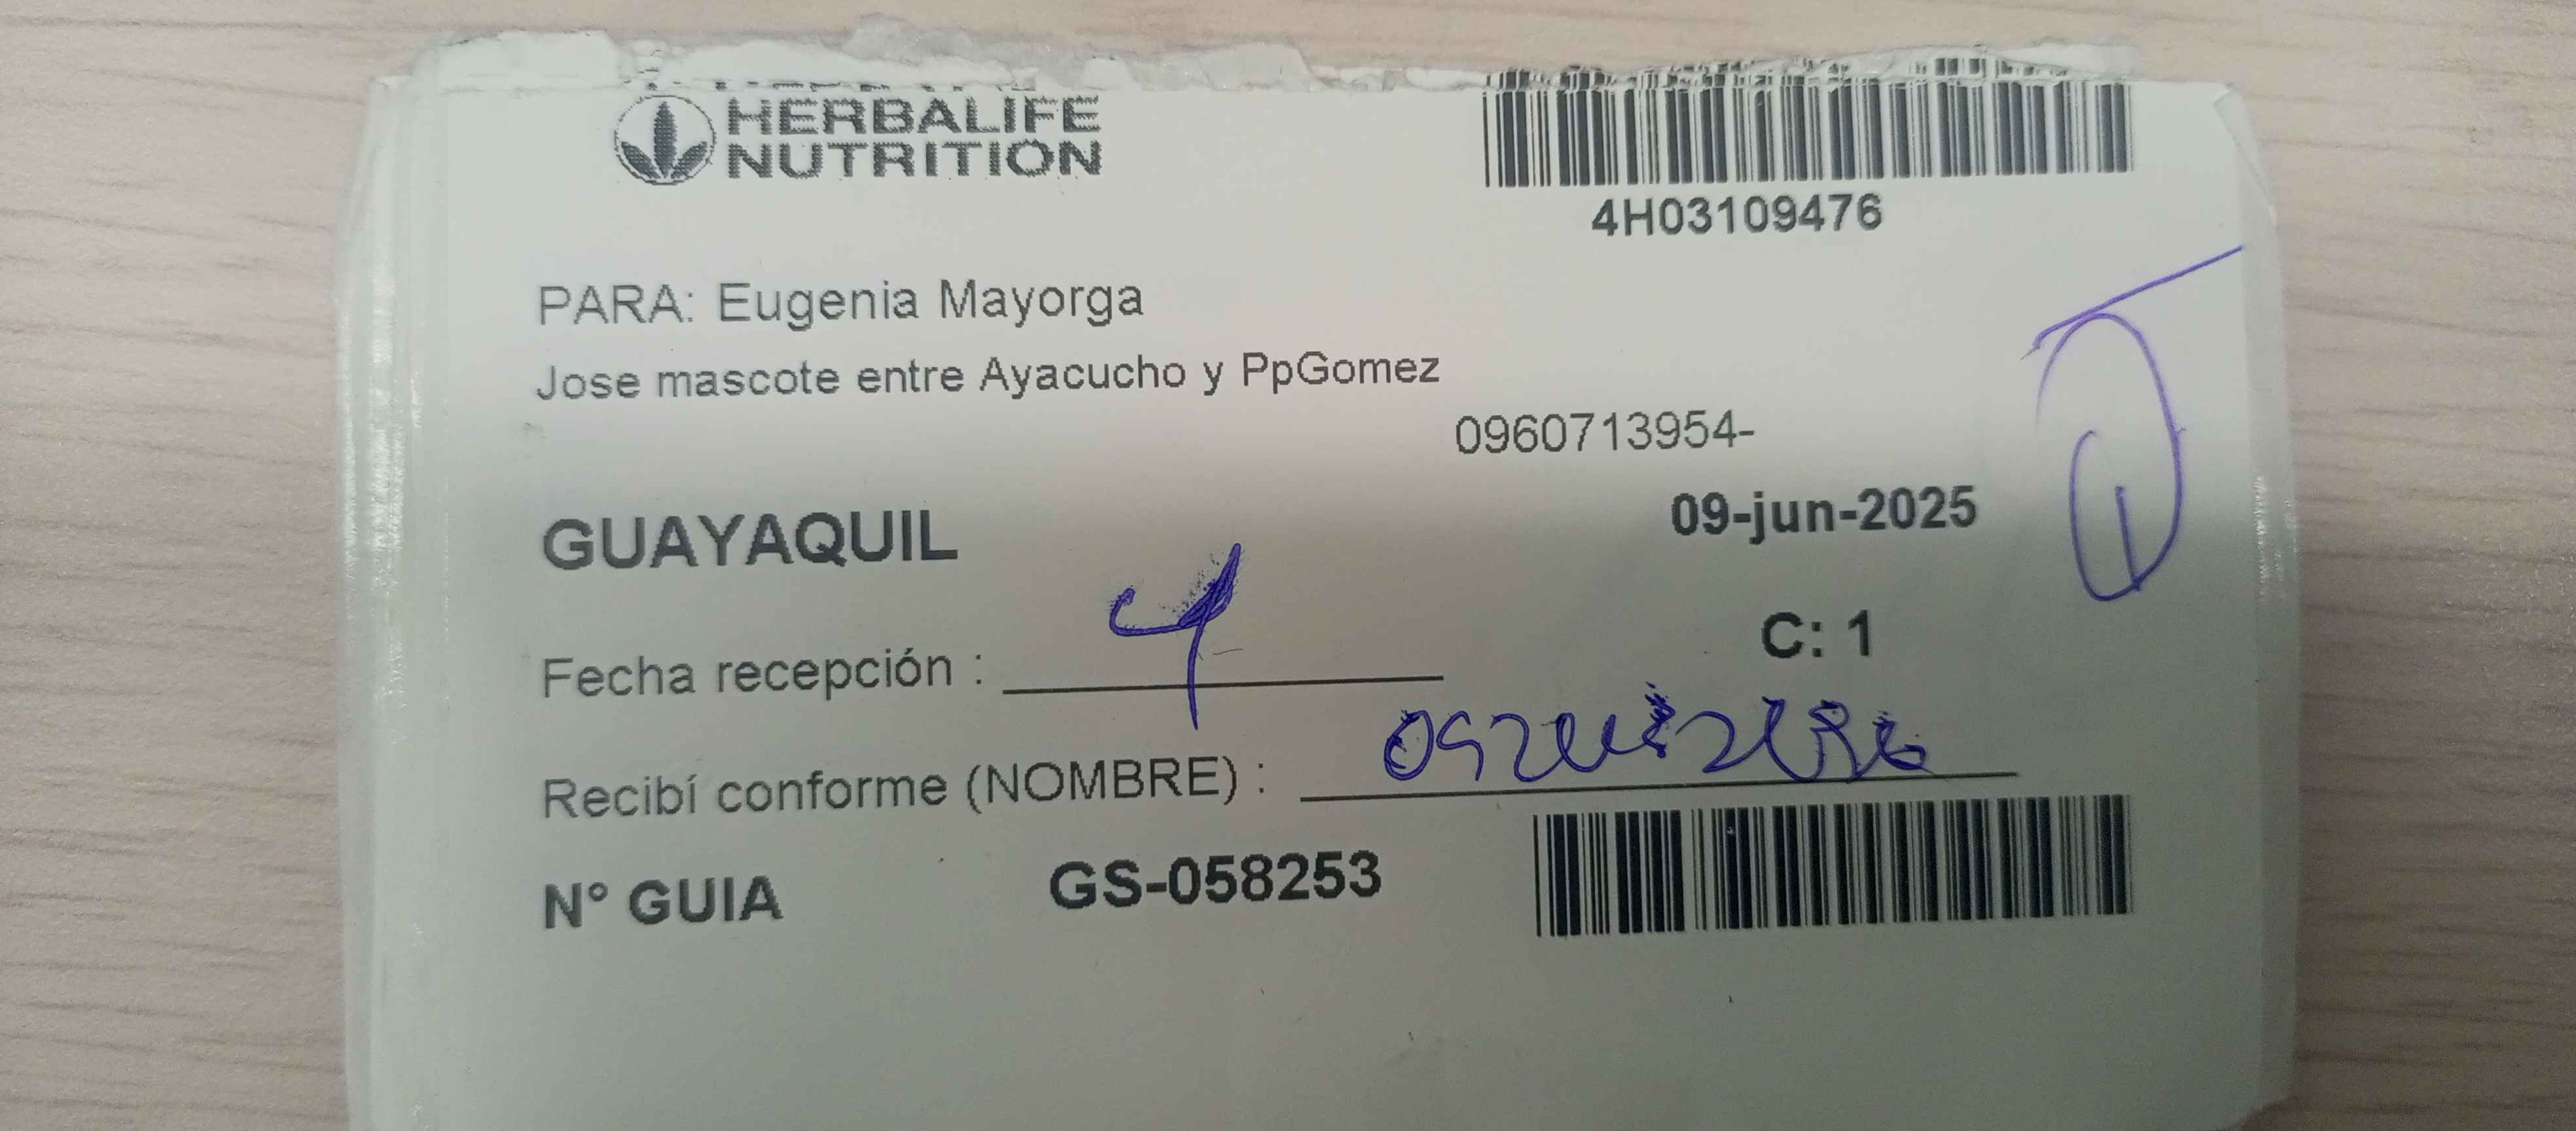 HERBALIFE
NUTRITION
4H03109476
PARA: Eugenia Mayorga
Jose mascote entre Ayacucho y PpGomez
0960713954-
GUAYAQUIL
09-jun-2025
C: 1
Fecha recepción :
Recibí conforme (NOMBRE) :
N° GUIA GS-058253